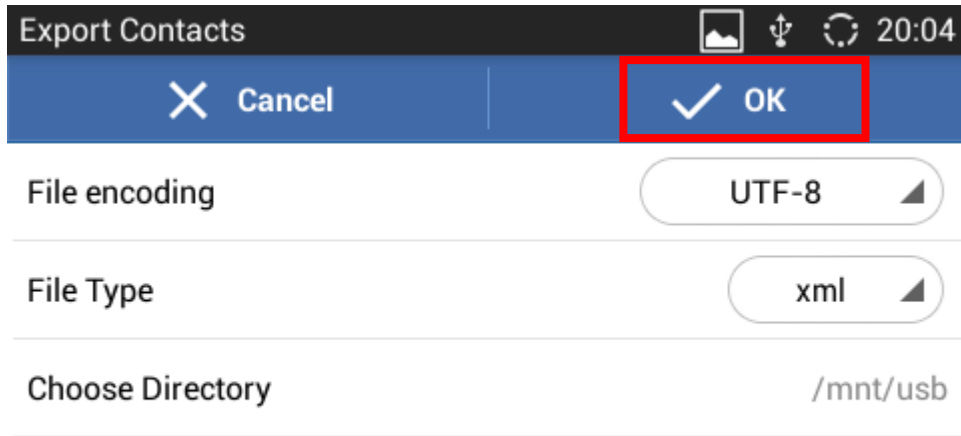 Export Contacts 20:04
Cancel OK
File encoding UTF-8
File Type xml
Choose Directory /mnt/usb